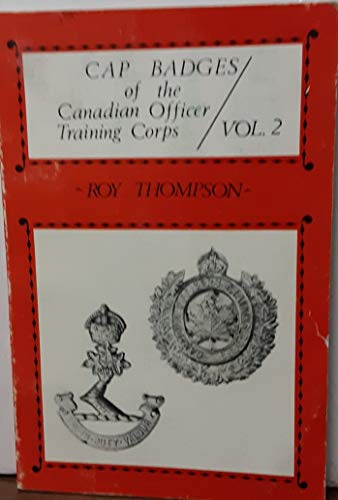 CAP BADGES
of the
Canadian Officer
Training Corps
VOL. 2
ROY THOMPSON